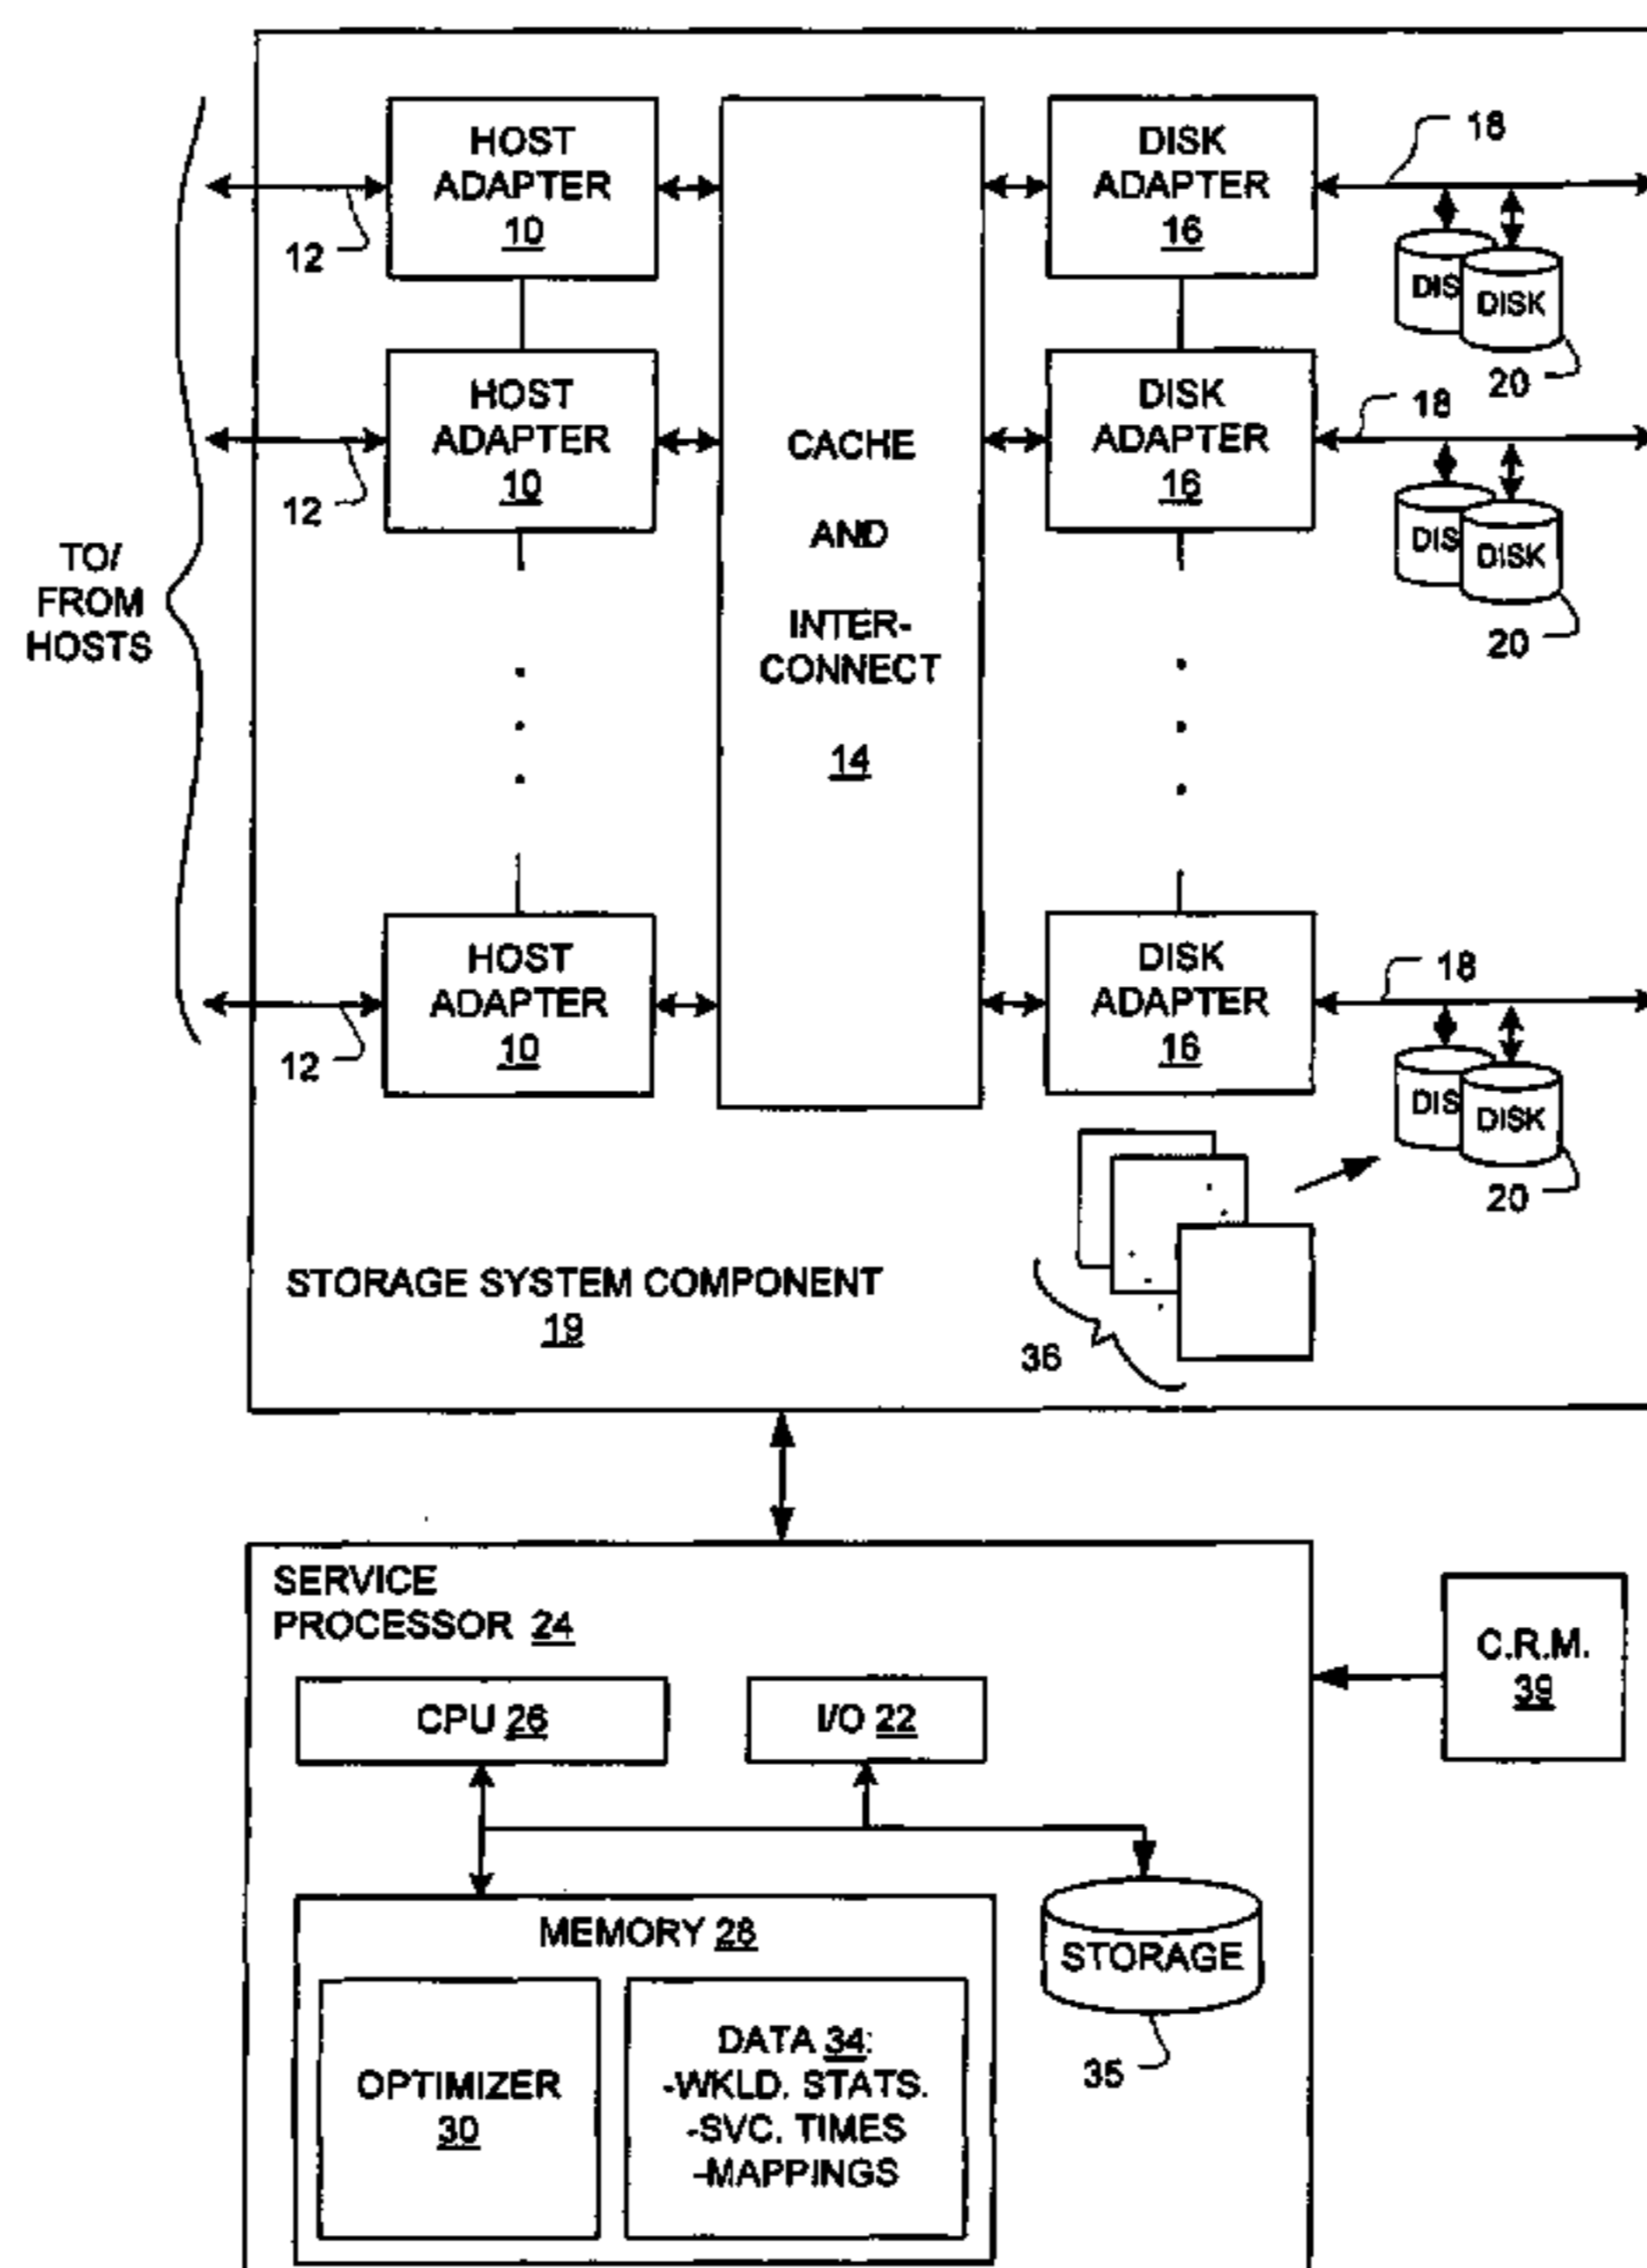 HOST
ADAPTER
10
DISK
ADAPTER
16
18
12
DIS
DISK
20
HOST
ADAPTER
10
CACHE
AND
INTER-
CONNECT
14
DISK
ADAPTER
16
18
12
DIS
DISK
20
TO/
FROM
HOSTS
HOST
ADAPTER
10
DISK
ADAPTER
16
18
12
DIS
DISK
20
STORAGE SYSTEM COMPONENT
19
36
SERVICE
PROCESSOR 24
C.R.M.
39
CPU 26
I/O 22
MEMORY 28
STORAGE
35
OPTIMIZER
30
DATA 34:
-WKLD. STATS.
-SVC. TIMES
-MAPPINGS